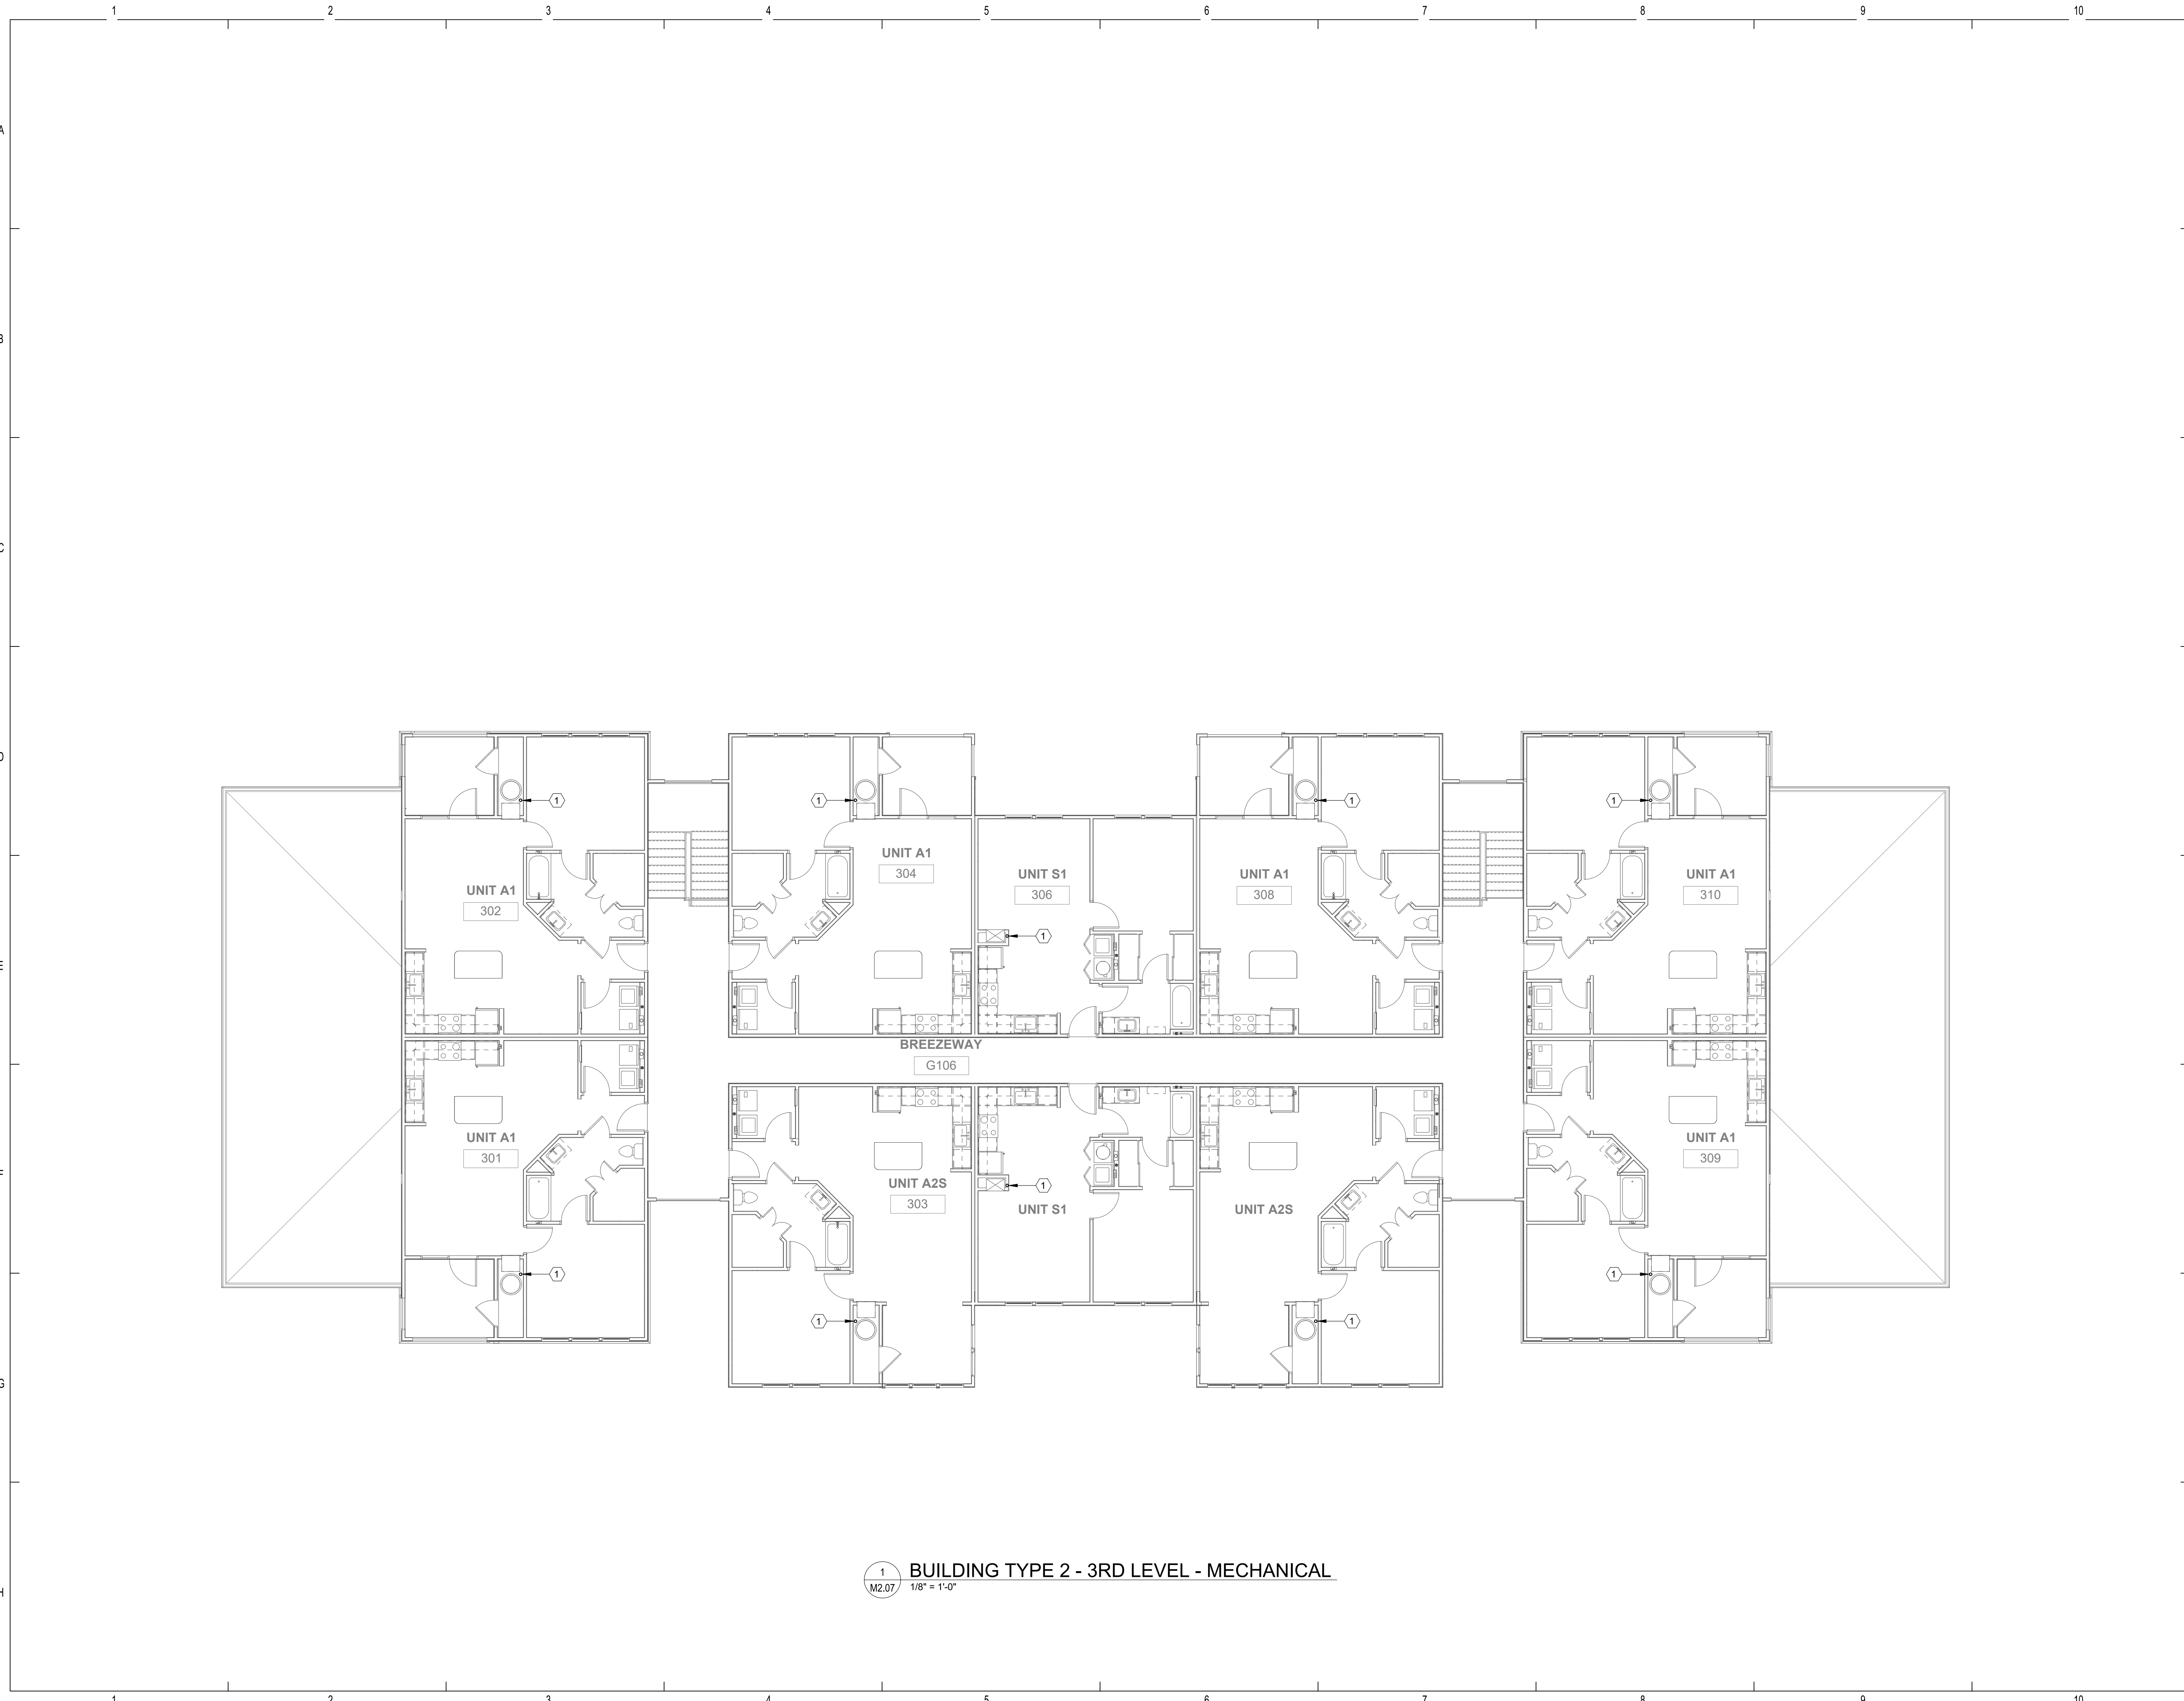 1 2 3 4 5 6 7 8 9 10
A
B
C
D
E
F
G
H
1 1 1 1
UNIT A1
304
UNIT S1
306
UNIT A1
308
UNIT A1
310
UNIT A1
302
1
BREEZEWAY
G106
UNIT A1
301
UNIT A1
309
UNIT A2S
303
1
UNIT S1
UNIT A2S
1 1
1 1
1 BUILDING TYPE 2 - 3RD LEVEL - MECHANICAL
M2.07 1/8" = 1'-0"
1 2 3 4 5 6 7 8 9 10